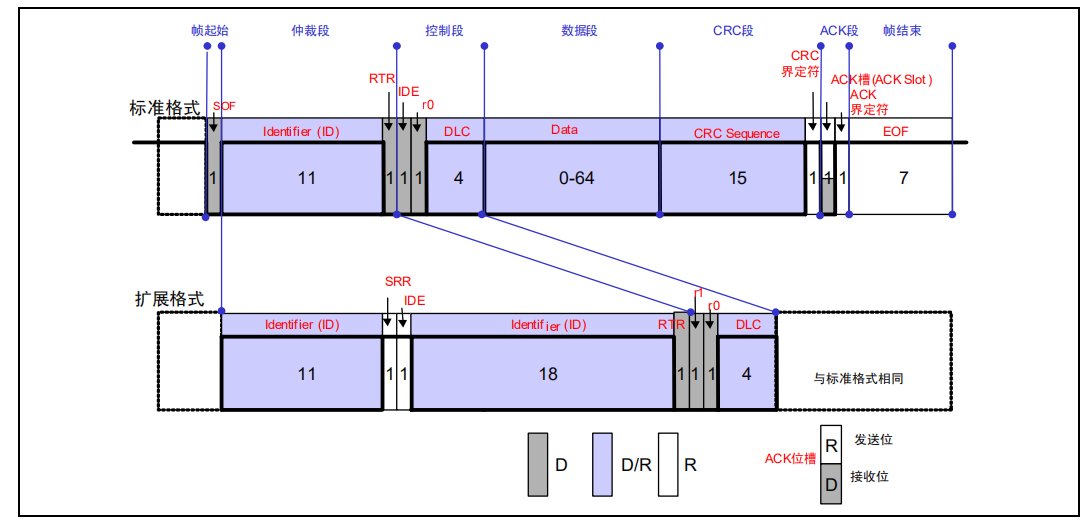 帧起始 仲裁段 控制段 数据段 CRC段 ACK段 帧结束
CRC
界定符
RTR
IDE
r0
ACK槽(ACK Slot)
ACK
界定符
标准格式
SOF
Identifier (ID) DLC Data CRC Sequence EOF
1 11 1 1 1 4 0-64 15 1 1 1 7
扩展格式
SRR
IDE
r1
r0
Identifier (ID) Identifier (ID) RTR DLC
11 1 1 18 1 1 1 4 与标准格式相同
D D/R R
ACK位槽
R 发送位
D 接收位